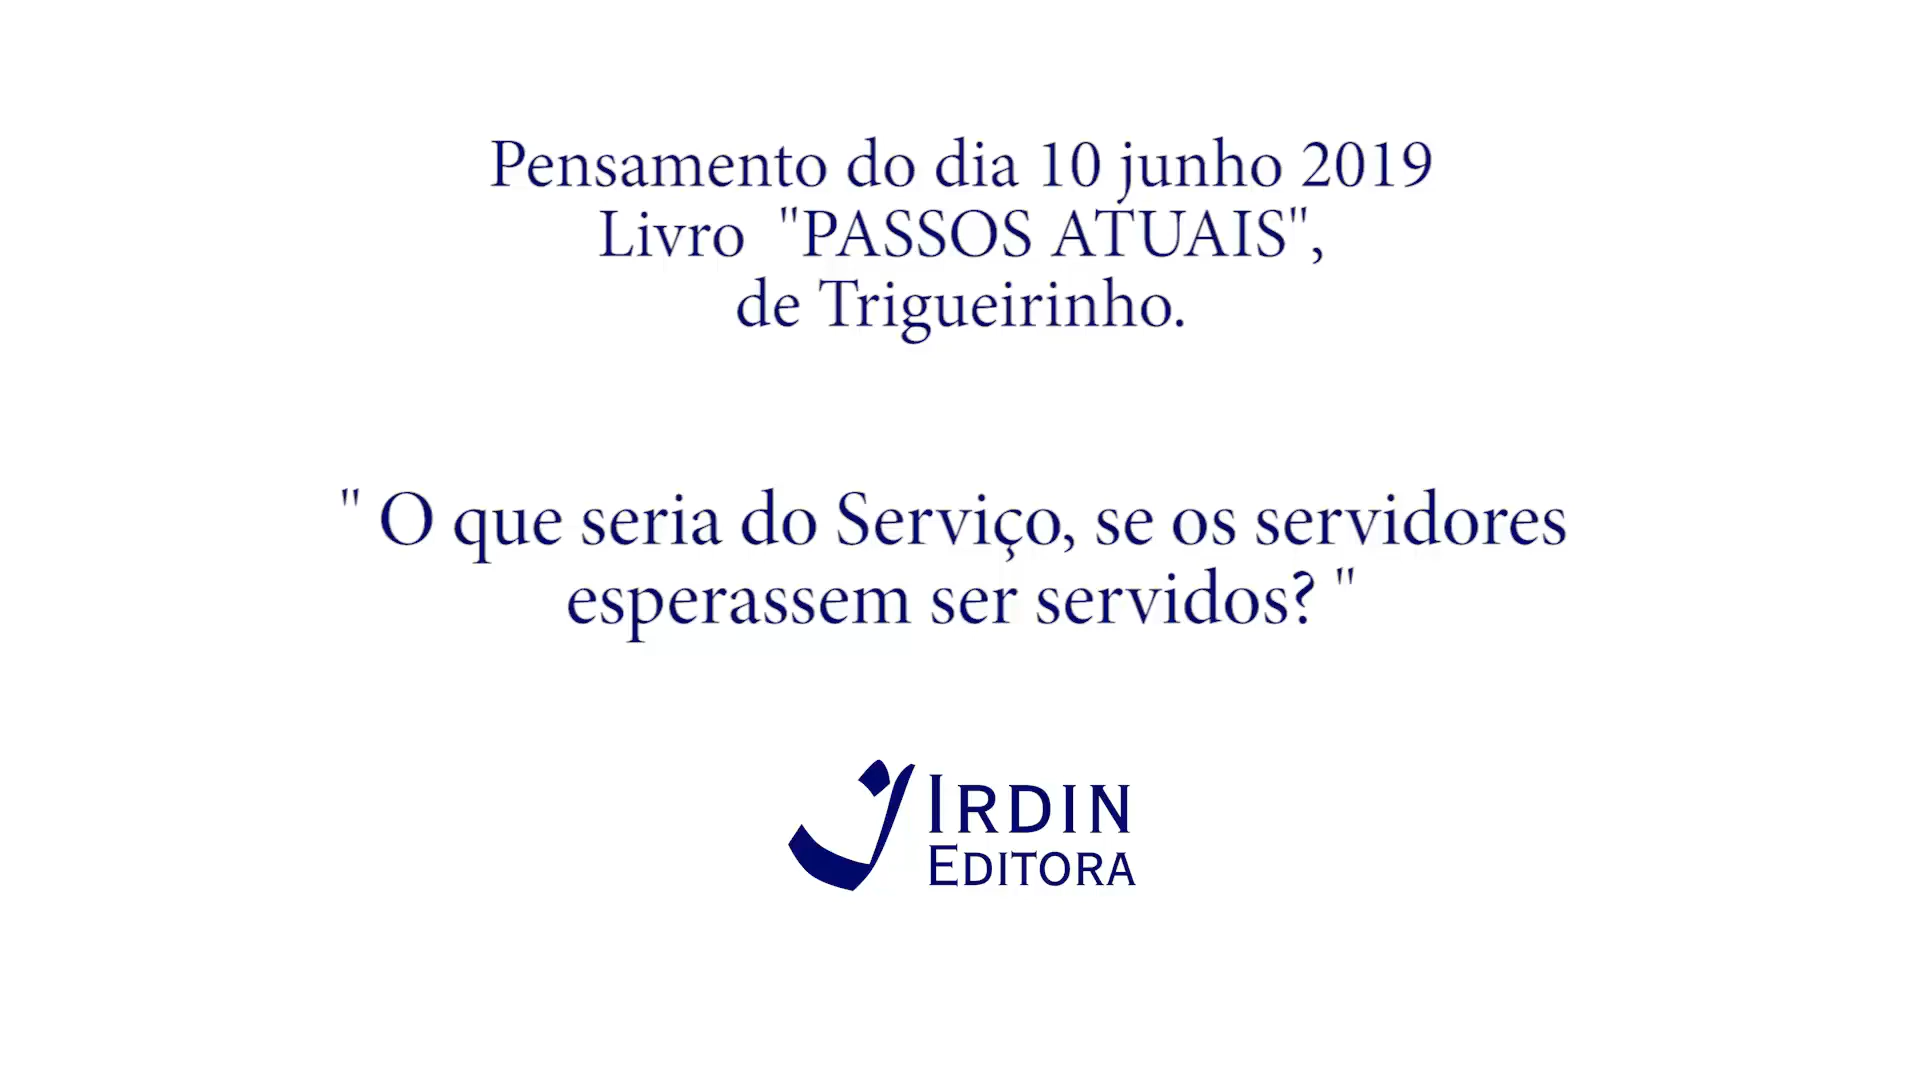 Pensamento do dia 10 junho 2019
Livro "PASSOS ATUAIS",
de Trigueirinho.
" O que seria do Serviço, se os servidores
esperassem ser servidos? "
IRDIN
EDITORA